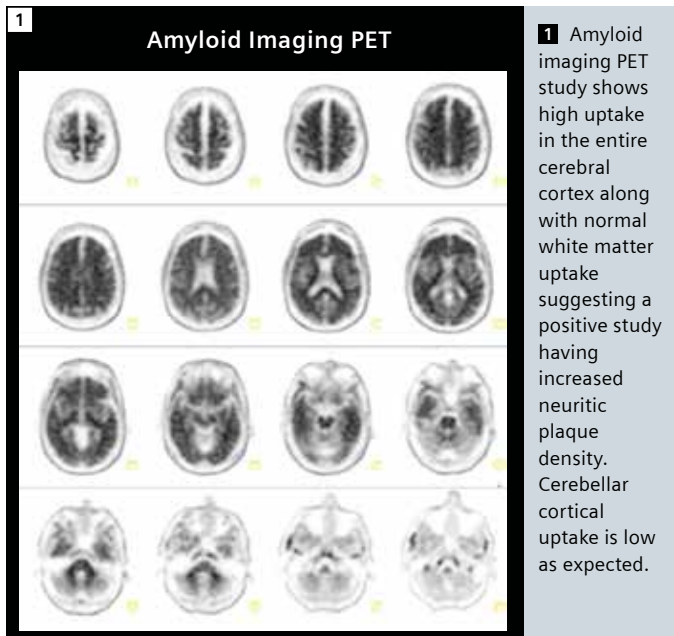 1
Amyloid Imaging PET
1 Amyloid
imaging PET
study shows
high uptake
in the entire
cerebral
cortex along
with normal
white matter
uptake
suggesting a
positive study
having
increased
neuritic
plaque
density.
Cerebellar
cortical
uptake is low
as expected.